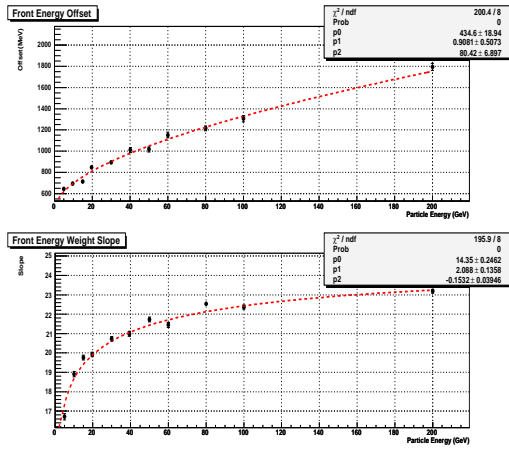 Front Energy Offset
χ² / ndf 200.4 / 8
Prob 0
p0 434.6 ± 18.94
p1 0.9081 ± 0.5073
p2 80.42 ± 6.897
Offset (MeV)
2000
1800
1600
1400
1200
1000
800
600
0 20 40 60 80 100 120 140 160 180 200
Particle Energy (GeV)
Front Energy Weight Slope
χ² / ndf 195.9 / 8
Prob 0
p0 14.35 ± 0.2462
p1 2.088 ± 0.1358
p2 -0.1532 ± 0.03946
Slope
25
24
23
22
21
20
19
18
17
0 20 40 60 80 100 120 140 160 180 200
Particle Energy (GeV)